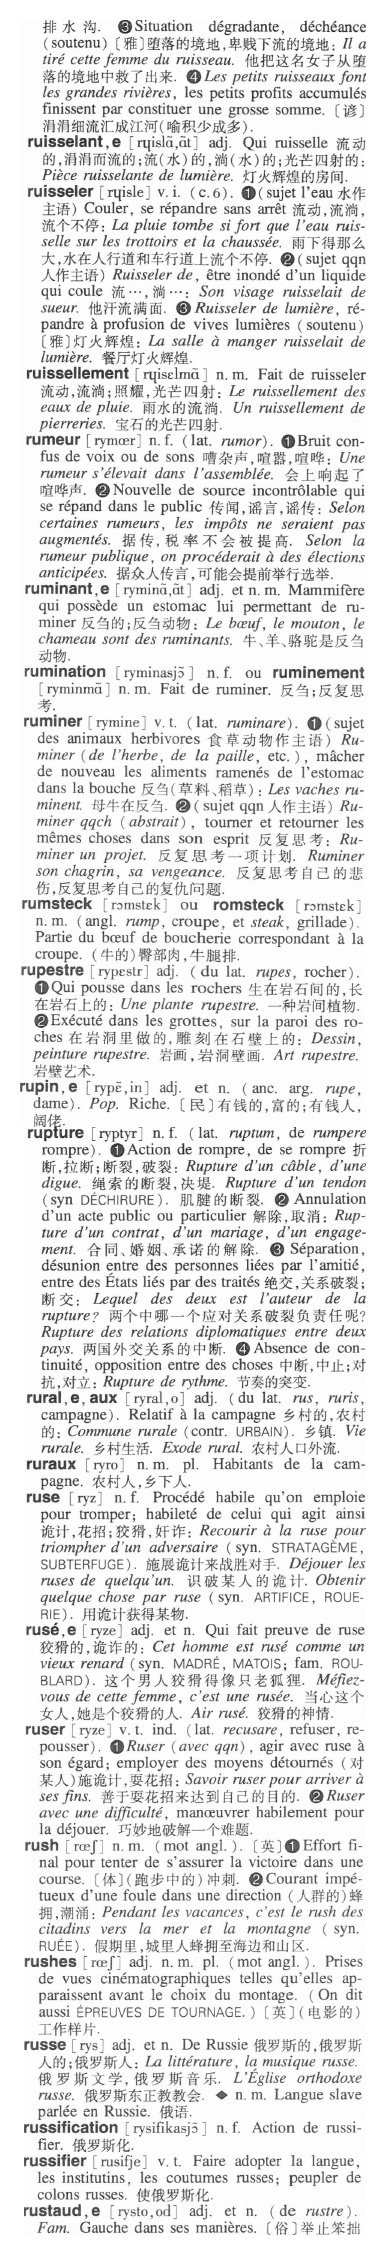 排水沟. ❸Situation dégradante, déchéance
(soutenu)〔雅〕堕落的境地,卑贱下流的境地: Il a
tiré cette femme du ruisseau. 他把这名女子从堕
落的境地中救了出来. ❹Les petits ruisseaux font
les grandes rivières, les petits profits accumulés
finissent par constituer une grosse somme.〔谚〕
涓涓细流汇成江河(喻积少成多).
ruisselant,e [rɥislɑ̃,ɑ̃t] adj. Qui ruisselle 流动
的,涓涓而流的;流(水)的,淌(水)的;光芒四射的:
Pièce ruisselante de lumière. 灯火辉煌的房间.
ruisseler [rɥisle] v.i. (c.6). ❶(sujet l'eau 水作
主语) Couler, se répandre sans arrêt 流动,流淌,
流个不停: La pluie tombe si fort que l'eau ruis-
selle sur les trottoirs et la chaussée. 雨下得那么
大,水在人行道和车行道上流个不停. ❷(sujet qqn
人作主语) Ruisseler de, être inondé d'un liquide
qui coule 流…,淌…: Son visage ruisselait de
sueur. 他汗流满面. ❸Ruisseler de lumière, ré-
pandre à profusion de vives lumières (soutenu)
〔雅〕灯火辉煌: La salle à manger ruisselait de
lumière. 餐厅灯火辉煌.
ruissellement [rɥisɛlmɑ̃] n.m. Fait de ruisseler
流动,流淌;照耀,光芒四射: Le ruissellement des
eaux de pluie. 雨水的流淌. Un ruissellement de
pierreries. 宝石的光芒四射.
rumeur [rymœr] n.f. (lat. rumor). ❶Bruit con-
fus de voix ou de sons 嘈杂声,喧嚣,喧哗: Une
rumeur s'élevait dans l'assemblée. 会上响起了
喧哗声. ❷Nouvelle de source incontrôlable qui
se répand dans le public 传闻,谣言,谣传: Selon
certaines rumeurs, les impôts ne seraient pas
augmentés. 据传,税率不会被提高. Selon la
rumeur publique, on procéderait à des élections
anticipées. 据众人传言,可能会提前举行选举.
ruminant,e [ryminɑ̃,ɑ̃t] adj. et n.m. Mammifère
qui possède un estomac lui permettant de ru-
miner 反刍的;反刍动物: Le bœuf, le mouton, le
chameau sont des ruminants. 牛、羊、骆驼是反刍
动物.
rumination [ryminasjɔ̃] n.f. ou ruminement
[ryminmɑ̃] n.m. Fait de ruminer. 反刍;反复思
考.
ruminer [rymine] v.t. (lat. ruminare). ❶(sujet
des animaux herbivores 食草动物作主语) Ru-
miner (de l'herbe, de la paille, etc.), mâcher
de nouveau les aliments ramenés de l'estomac
dans la bouche 反刍(草料、稻草): Les vaches ru-
minent. 母牛在反刍. ❷(sujet qqn 人作主语) Ru-
miner qqch (abstrait), tourner et retourner les
mêmes choses dans son esprit 反复思考: Ru-
miner un projet. 反复思考一项计划. Ruminer
son chagrin, sa vengeance. 反复思考自己的悲
伤,反复思考自己的复仇问题.
rumsteck [rɔmstɛk] ou romsteck [rɔmstɛk]
n.m. (angl. rump, croupe, et steak, grillade).
Partie du bœuf de boucherie correspondant à la
croupe. (牛的)臀部肉,牛腿排.
rupestre [rypɛstr] adj. (du lat. rupes, rocher).
❶Qui pousse dans les rochers 生在岩石间的,长
在岩石上的: Une plante rupestre. 一种岩间植物.
❷Exécuté dans les grottes, sur la paroi des ro-
ches 在岩洞里做的,雕刻在石壁上的: Dessin,
peinture rupestre. 岩画,岩洞壁画. Art rupestre.
岩壁艺术.
rupin,e [rypɛ̃,in] adj. et n. (anc. arg. rupe,
dame). Pop. Riche.〔民〕有钱的,富的;有钱人,
阔佬.
rupture [ryptyr] n.f. (lat. ruptum, de rumpere
rompre). ❶Action de rompre, de se rompre 折
断,拉断;断裂,破裂: Rupture d'un câble, d'une
digue. 绳索的断裂,决堤. Rupture d'un tendon
(syn DÉCHIRURE). 肌腱的断裂. ❷ Annulation
d'un acte public ou particulier 解除,取消: Rup-
ture d'un contrat, d'un mariage, d'un engage-
ment. 合同、婚姻、承诺的解除. ❸ Séparation,
désunion entre des personnes liées par l'amitié,
entre des États liés par des traités 绝交,关系破裂;
断交: Lequel des deux est l'auteur de la
rupture? 两个中哪一个应对关系破裂负责任呢?
Rupture des relations diplomatiques entre deux
pays. 两国外交关系的中断. ❹Absence de con-
tinuité, opposition entre des choses 中断,中止;对
抗,对立: Rupture de rythme. 节奏的突变.
rural,e,aux [ryral,o] adj. (du lat. rus, ruris,
campagne). Relatif à la campagne 乡村的,农村
的: Commune rurale (contr. URBAIN). 乡镇. Vie
rurale. 乡村生活. Exode rural. 农村人口外流.
ruraux [ryro] n.m. pl. Habitants de la cam-
pagne. 农村人,乡下人.
ruse [ryz] n.f. Procédé habile qu'on emploie
pour tromper; habileté de celui qui agit ainsi
诡计,花招;狡猾,奸诈: Recourir à la ruse pour
triompher d'un adversaire (syn. STRATAGÈME,
SUBTERFUGE). 施展诡计来战胜对手. Déjouer les
ruses de quelqu'un. 识破某人的诡计. Obtenir
quelque chose par ruse (syn. ARTIFICE, ROUE-
RIE). 用诡计获得某物.
rusé,e [ryze] adj. et n. Qui fait preuve de ruse
狡猾的,诡诈的: Cet homme est rusé comme un
vieux renard (syn. MADRÉ, MATOIS; fam. ROU-
BLARD). 这个男人狡猾得像只老狐狸. Méfiez-
vous de cette femme, c'est une rusée. 当心这个
女人,她是个狡猾的人. Air rusé. 狡猾的神情.
ruser [ryze] v.t. ind. (lat. recusare, refuser, re-
pousser). ❶Ruser (avec qqn), agir avec ruse à
son égard; employer des moyens détournés (对
某人)施诡计,耍花招: Savoir ruser pour arriver à
ses fins. 善于耍花招来达到自己的目的. ❷Ruser
avec une difficulté, manœuvrer habilement pour
la déjouer. 巧妙地破解一个难题.
rush [rœʃ] n.m. (mot angl.).〔英〕❶Effort fi-
nal pour tenter de s'assurer la victoire dans une
course.〔体〕(跑步中的)冲刺. ❷Courant impé-
tueux d'une foule dans une direction (人群的)蜂
拥,潮涌: Pendant les vacances, c'est le rush des
citadins vers la mer et la montagne (syn.
RUÉE). 假期里,城里人蜂拥至海边和山区.
rushes [rœʃ] adj. n.m. pl. (mot angl.). Prises
de vues cinématographiques telles qu'elles ap-
paraissent avant le choix du montage. (On dit
aussi ÉPREUVES DE TOURNAGE.)〔英〕(电影的)
工作样片.
russe [rys] adj. et n. De Russie 俄罗斯的,俄罗斯
人的;俄罗斯人: La littérature, la musique russe.
俄罗斯文学,俄罗斯音乐. L'Église orthodoxe
russe. 俄罗斯东正教教会. ◆ n.m. Langue slave
parlée en Russie. 俄语.
russification [rysifikasjɔ̃] n.f. Action de russi-
fier. 俄罗斯化.
russifier [rusifje] v.t. Faire adopter la langue,
les institutins, les coutumes russes; peupler de
colons russes. 使俄罗斯化.
rustaud,e [rysto,od] adj. et n. (de rustre).
Fam. Gauche dans ses manières.〔俗〕举止笨拙